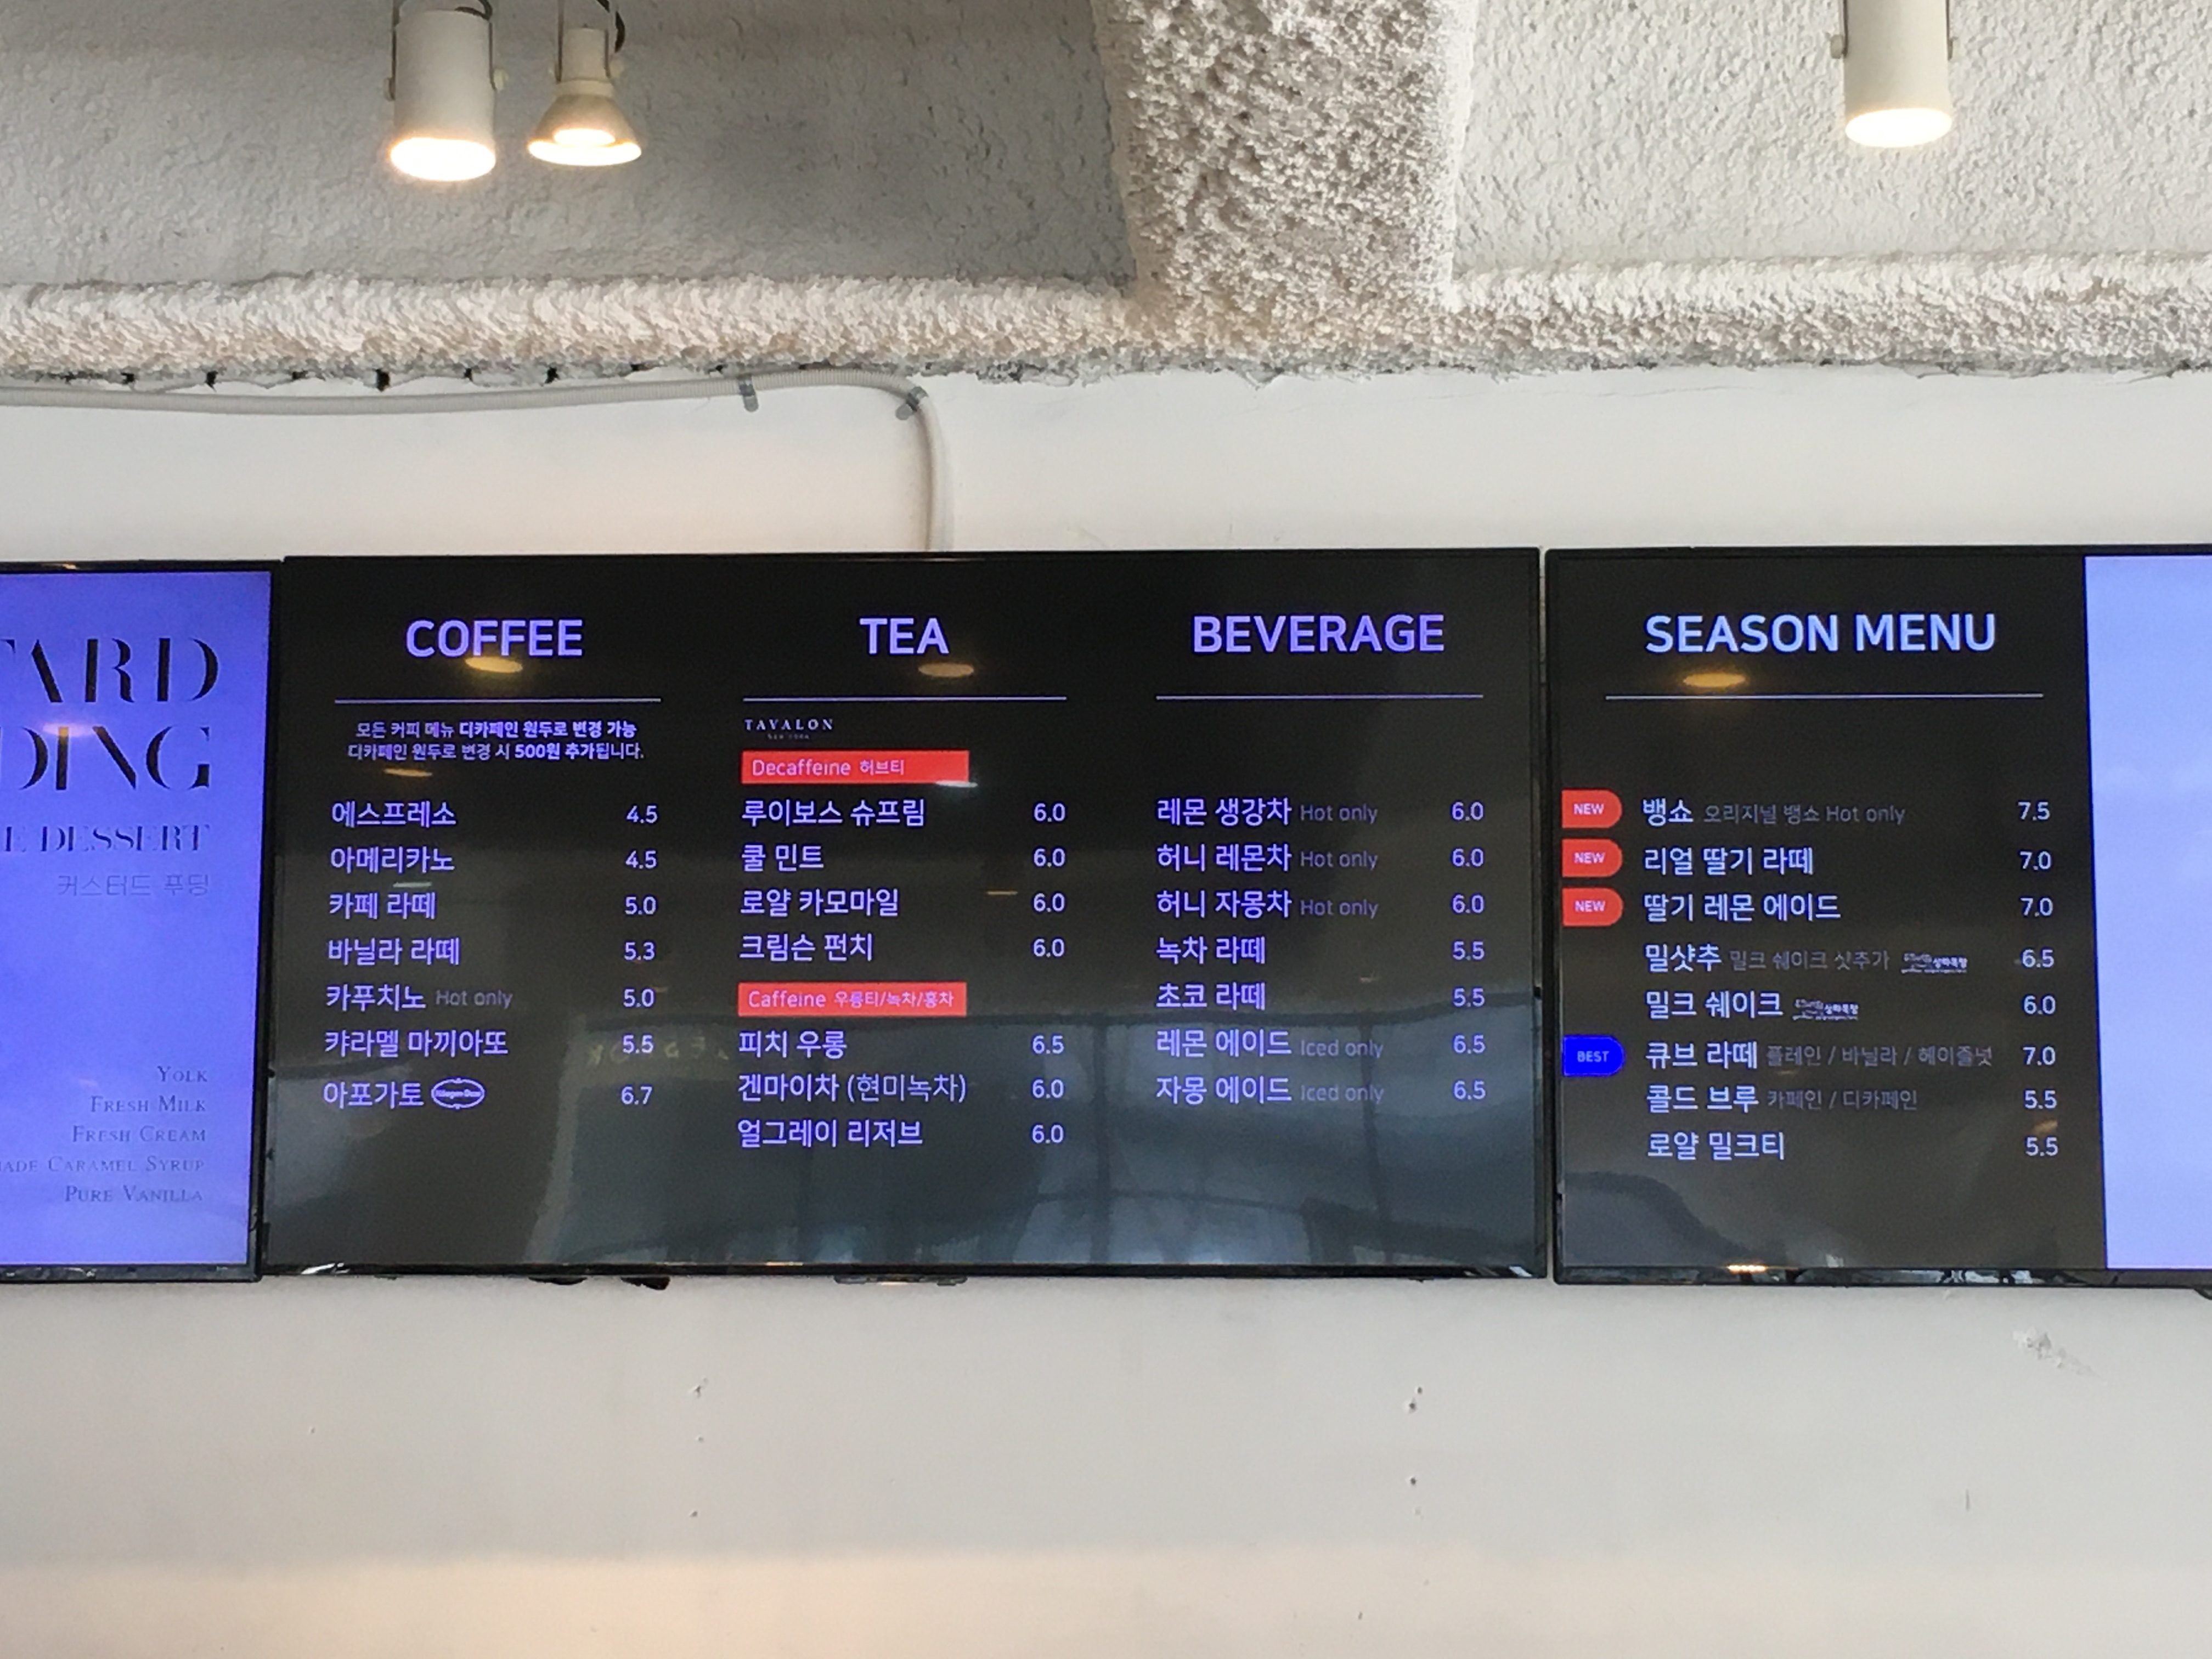 TARD
DING
E DESSERT
커스터드 푸딩
YOLK
FRESH MILK
FRESH CREAM
ADE CARAMEL SYRUP
PURE VANILLA
COFFEE
모든 커피 메뉴 디카페인 원두로 변경 가능
디카페인 원두로 변경 시 500원 추가됩니다.
에스프레소 4.5
아메리카노 4.5
카페 라떼 5.0
바닐라 라떼 5.3
카푸치노 Hot only 5.0
캬라멜 마끼아또 5.5
아포가토 Häagen-Dazs 6.7
TEA
TAVALON
NEW YORK
Decaffeine 허브티
루이보스 슈프림 6.0
쿨 민트 6.0
로얄 카모마일 6.0
크림슨 펀치 6.0
Caffeine 우롱티/녹차/홍차
피치 우롱 6.5
겐마이차 (현미녹차) 6.0
얼그레이 리저브 6.0
BEVERAGE
레몬 생강차 Hot only 6.0
허니 레몬차 Hot only 6.0
허니 자몽차 Hot only 6.0
녹차 라떼 5.5
초코 라떼 5.5
레몬 에이드 Iced only 6.5
자몽 에이드 Iced only 6.5
SEASON MENU
NEW 뱅쇼 오리지널 뱅쇼 Hot only 7.5
NEW 리얼 딸기 라떼 7.0
NEW 딸기 레몬 에이드 7.0
밀샷추 밀크 쉐이크 샷추가 상하목장 6.5
밀크 쉐이크 상하목장 6.0
BEST 큐브 라떼 플레인 / 바닐라 / 헤이즐넛 7.0
콜드 브루 카페인 / 디카페인 5.5
로얄 밀크티 5.5